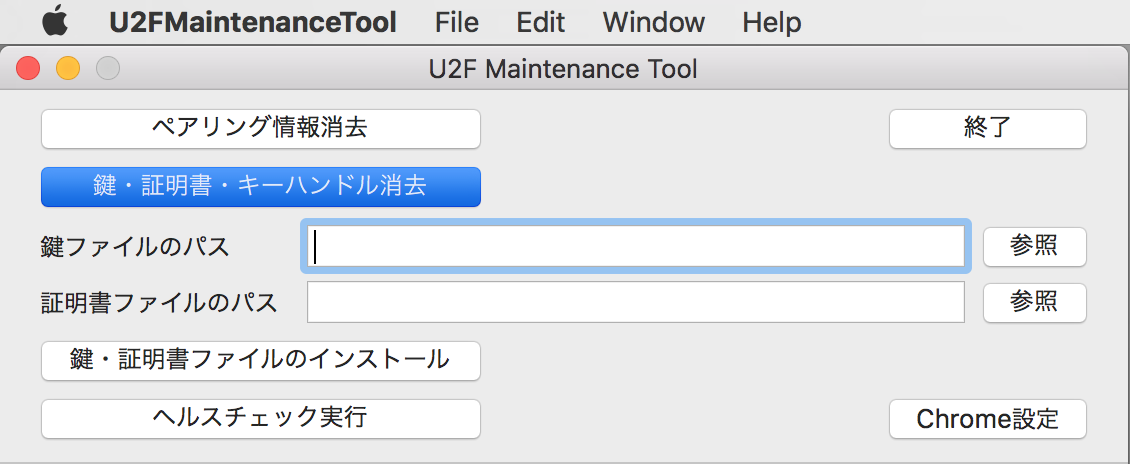 U2FMaintenanceTool File Edit Window Help
U2F Maintenance Tool
ペアリング情報消去 終了
鍵・証明書・キーハンドル消去
鍵ファイルのパス 参照
証明書ファイルのパス 参照
鍵・証明書ファイルのインストール
ヘルスチェック実行 Chrome設定